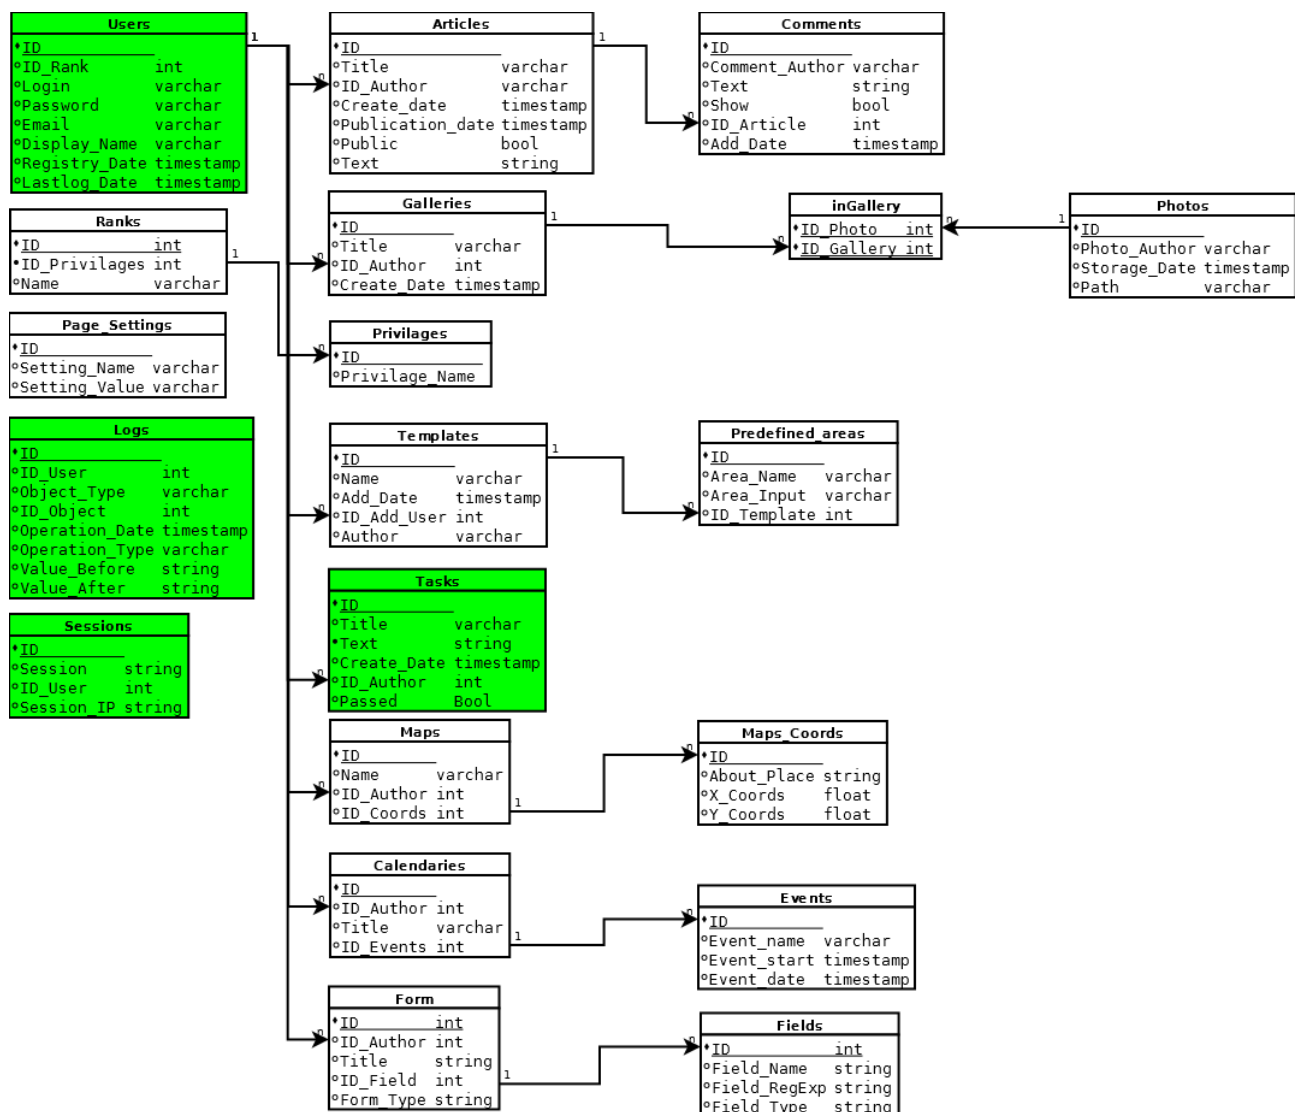 Users
ID
ID_Rank int
Login varchar
Password varchar
Email varchar
Display_Name varchar
Registry_Date timestamp
Lastlog_Date timestamp
1
Articles
ID
Title varchar
ID_Author varchar
Create_date timestamp
Publication_date timestamp
Public bool
Text string
n
1
Comments
ID
Comment_Author varchar
Text string
Show bool
ID_Article int
Add_Date timestamp
n
Ranks
ID int
ID_Privilages int
Name varchar
1
Galleries
ID
Title varchar
ID_Author int
Create_Date timestamp
n
1
inGallery
ID_Photo int
ID_Gallery int
n
n
1
Photos
ID
Photo_Author varchar
Storage_Date timestamp
Path varchar
Page_Settings
ID
Setting_Name varchar
Setting_Value varchar
Privilages
ID
Privilage_Name
n
Logs
ID
ID_User int
Object_Type varchar
ID_Object int
Operation_Date timestamp
Operation_Type varchar
Value_Before string
Value_After string
Templates
ID
Name varchar
Add_Date timestamp
ID_Add_User int
Author varchar
n
1
Predefined_areas
ID
Area_Name varchar
Area_Input varchar
ID_Template int
n
Sessions
ID
Session string
ID_User int
Session_IP string
Tasks
ID
Title varchar
Text string
Create_Date timestamp
ID_Author int
Passed Bool
n
Maps
ID
Name varchar
ID_Author int
ID_Coords int
n
1
Maps_Coords
ID
About_Place string
X_Coords float
Y_Coords float
n
Calendaries
ID
ID_Author int
Title varchar
ID_Events int
n
1
Events
ID
Event_name varchar
Event_start timestamp
Event_date timestamp
n
Form
ID int
ID_Author int
Title string
ID_Field int
Form_Type string
n
1
Fields
ID int
Field_Name string
Field_RegExp string
Field_Type string
n